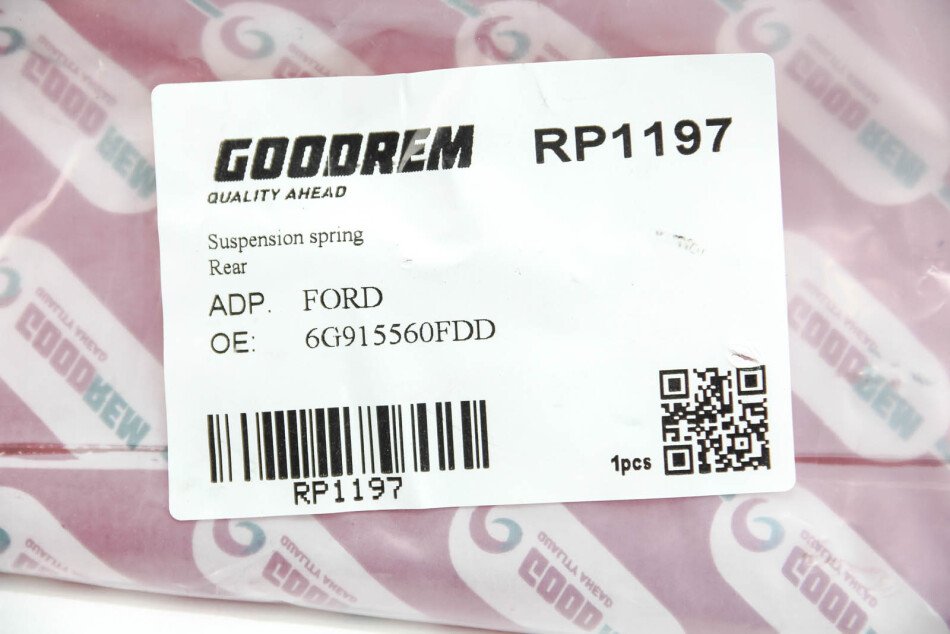 GOODREM
QUALITY AHEAD
RP1197
Suspension spring
Rear
ADP. FORD
OE: 6G915560FDD
RP1197
1pcs